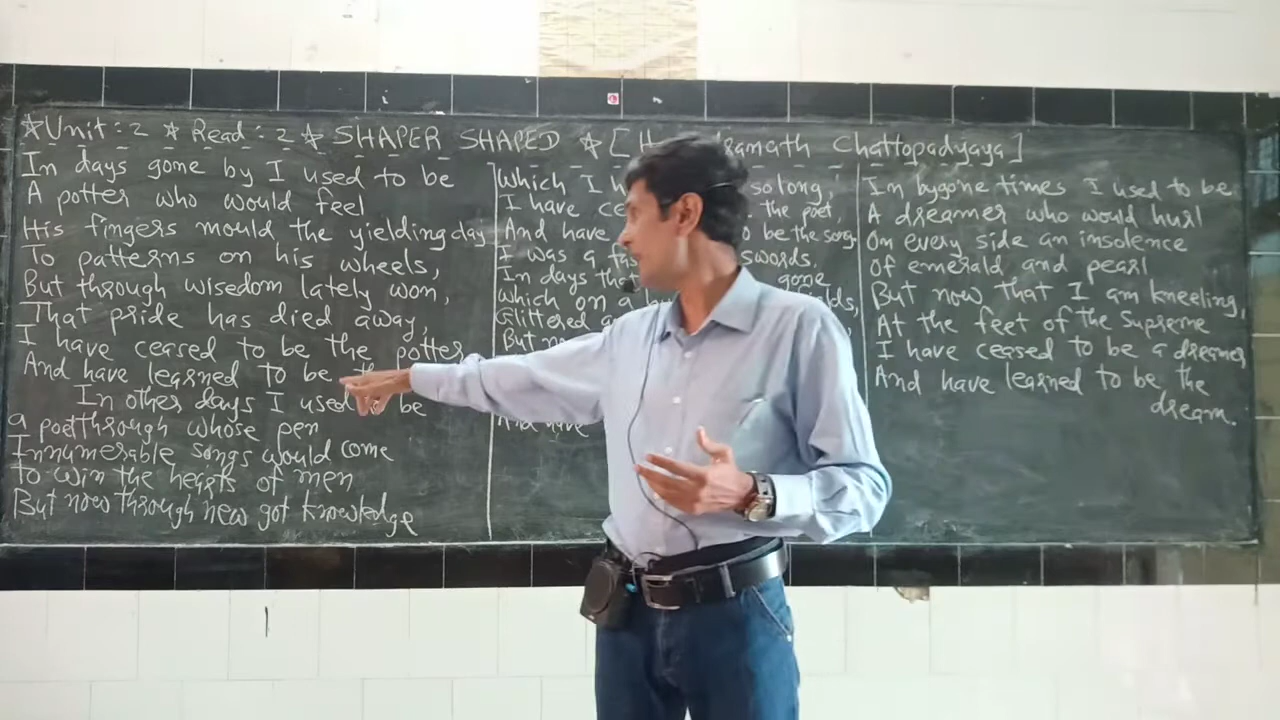 *Unit:2 * Read:2 * SHAPER SHAPED * [H Chattopadyaya]
In days gone by I used to be
A potter who would feel
His fingers mould the yielding day
To patterns on his wheels,
But through wisedom lately won,
That pride has died away,
I have ceased to be the potter
And have learned to be
In other days I used to be
a poet through whose pen
Innumerable songs would come
to win the hearts of men
But now through new got knowledge
Which I so long,
I have the poet,
And have to be the song.
I was a swords,
In days gone
which on a
Glittered
But
And have
In bygone times I used to be
A dreamer who would hurl
On every side an insolence
Of emerald and pearl
But now that I am kneeling,
At the feet of the Supreme
I have ceased to be a dreamer,
And have learned to be the
dream.